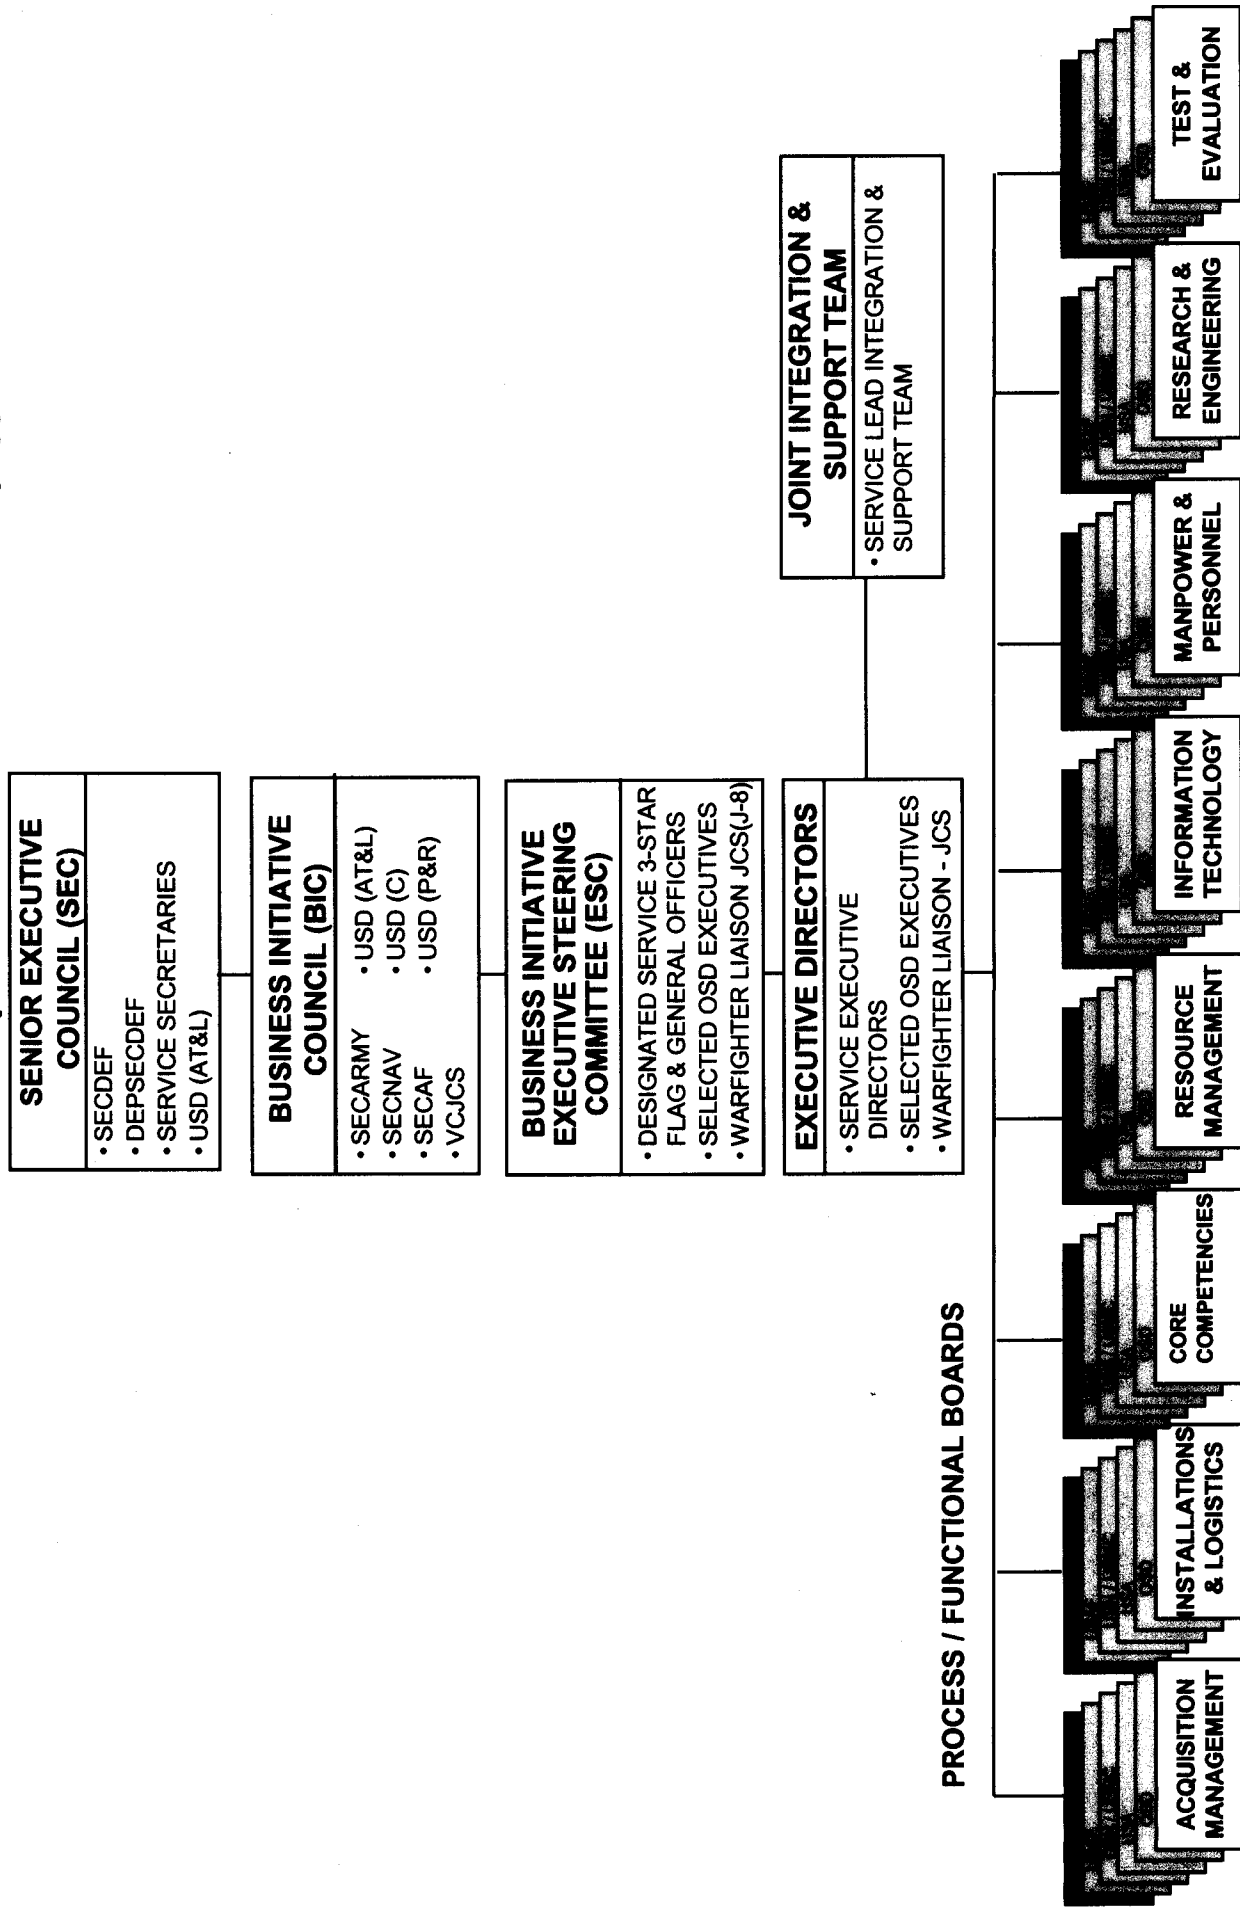 SENIOR EXECUTIVE
COUNCIL (SEC)
• SECDEF
• DEPSECDEF
• SERVICE SECRETARIES
• USD (AT&L)
BUSINESS INITIATIVE
COUNCIL (BIC)
• SECARMY • USD (AT&L)
• SECNAV • USD (C)
• SECAF • USD (P&R)
• VCJCS
BUSINESS INITIATIVE
EXECUTIVE STEERING
COMMITTEE (ESC)
• DESIGNATED SERVICE 3-STAR
FLAG & GENERAL OFFICERS
• SELECTED OSD EXECUTIVES
• WARFIGHTER LIAISON JCS(J-8)
EXECUTIVE DIRECTORS
• SERVICE EXECUTIVE
DIRECTORS
• SELECTED OSD EXECUTIVES
• WARFIGHTER LIAISON - JCS
JOINT INTEGRATION &
SUPPORT TEAM
• SERVICE LEAD INTEGRATION &
SUPPORT TEAM
PROCESS / FUNCTIONAL BOARDS
ACQUISITION
MANAGEMENT
INSTALLATIONS
& LOGISTICS
CORE
COMPETENCIES
RESOURCE
MANAGEMENT
INFORMATION
TECHNOLOGY
MANPOWER &
PERSONNEL
RESEARCH &
ENGINEERING
TEST &
EVALUATION